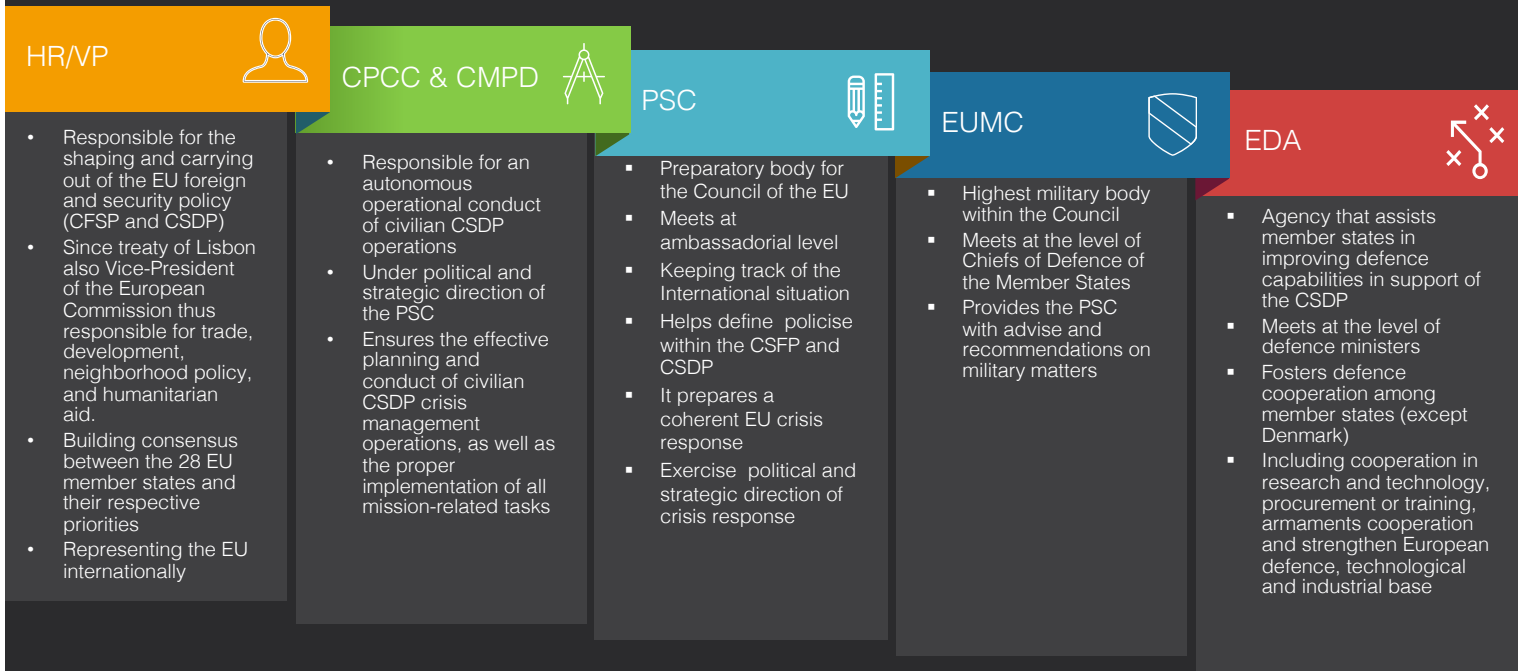 HR/VP
• Responsible for the
shaping and carrying
out of the EU foreign
and security policy
(CFSP and CSDP)
• Since treaty of Lisbon
also Vice-President
of the European
Commission thus
responsible for trade,
development,
neighborhood policy,
and humanitarian
aid.
• Building consensus
between the 28 EU
member states and
their respective
priorities
• Representing the EU
internationally
CPCC & CMPD
• Responsible for an
autonomous
operational conduct
of civilian CSDP
operations
• Under political and
strategic direction of
the PSC
• Ensures the effective
planning and
conduct of civilian
CSDP crisis
management
operations, as well as
the proper
implementation of all
mission-related tasks
PSC
▪ Preparatory body for
the Council of the EU
▪ Meets at
ambassadorial level
▪ Keeping track of the
International situation
▪ Helps define policise
within the CSFP and
CSDP
▪ It prepares a
coherent EU crisis
response
▪ Exercise political and
strategic direction of
crisis response
EUMC
▪ Highest military body
within the Council
▪ Meets at the level of
Chiefs of Defence of
the Member States
▪ Provides the PSC
with advise and
recommendations on
military matters
EDA
▪ Agency that assists
member states in
improving defence
capabilities in support of
the CSDP
▪ Meets at the level of
defence ministers
▪ Fosters defence
cooperation among
member states (except
Denmark)
▪ Including cooperation in
research and technology,
procurement or training,
armaments cooperation
and strengthen European
defence, technological
and industrial base